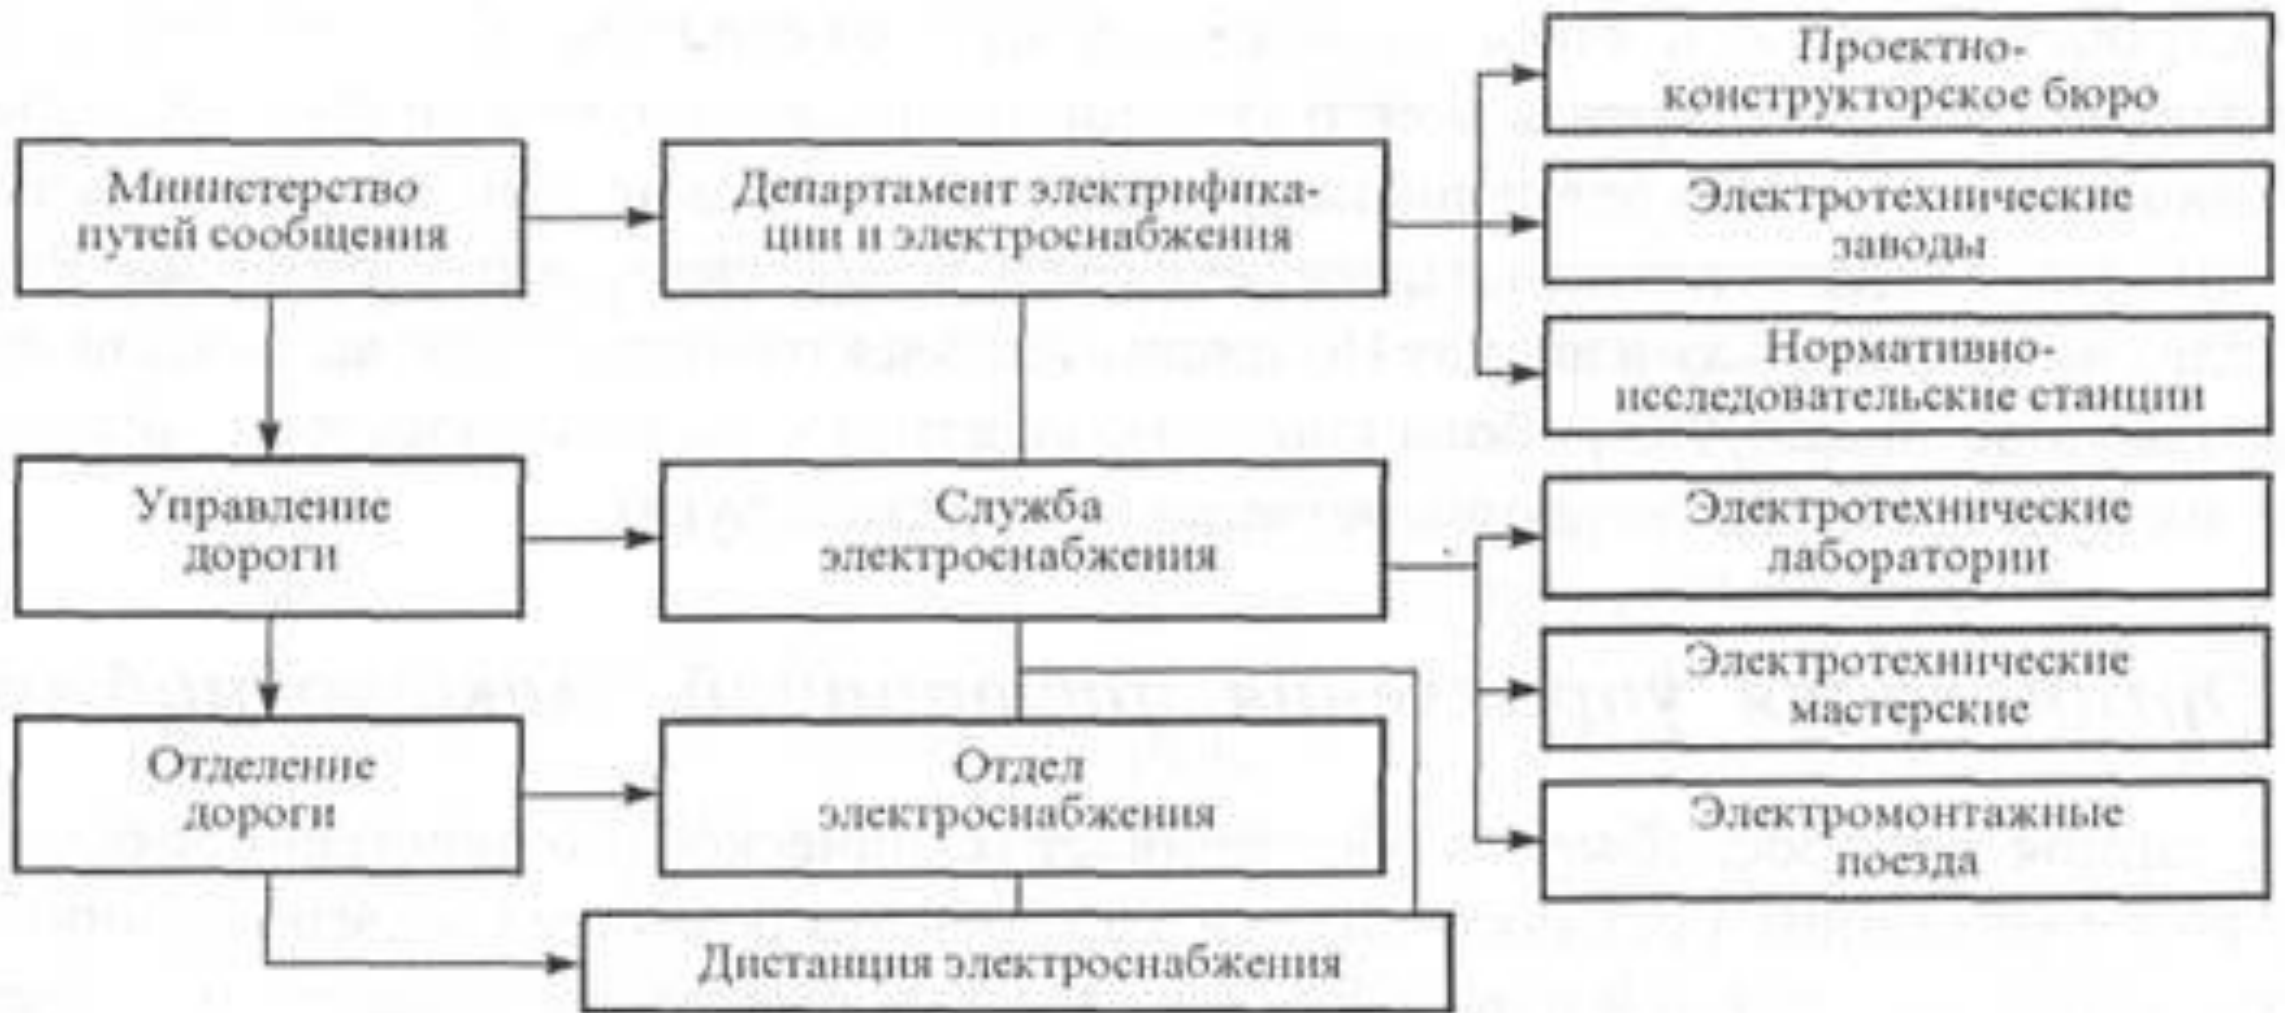 Проектно-
конструкторское бюро
Министерство
путей сообщения
Департамент электрифика-
ции и электроснабжения
Электротехнические
заводы
Нормативно-
исследовательские станции
Управление
дороги
Служба
электроснабжения
Электротехнические
лаборатории
Электротехнические
мастерские
Отделение
дороги
Отдел
электроснабжения
Электромонтажные
поезда
Дистанция электроснабжения